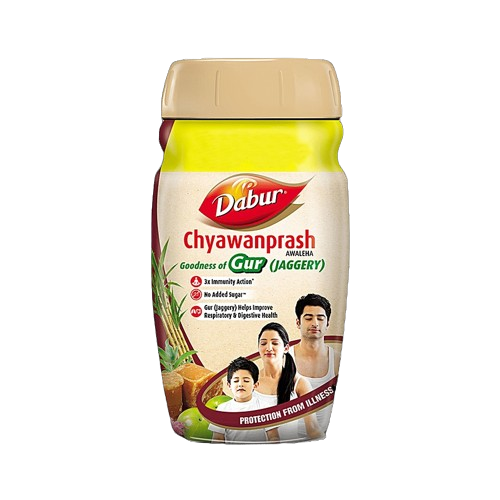 Dabur
Chyawanprash
AWALEHA
Goodness of Gur (JAGGERY)
3x Immunity Action*
No Added Sugar™
Gur (Jaggery) Helps Improve
Respiratory & Digestive Health
PROTECTION FROM ILLNESS